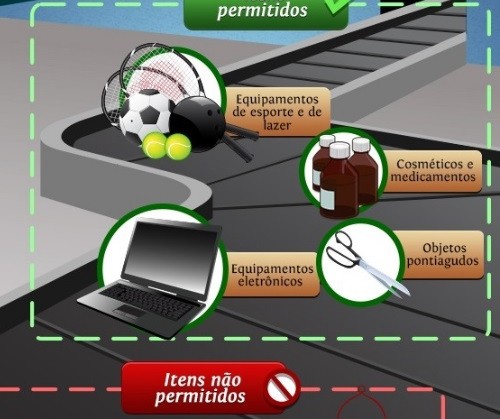 permitidos
Equipamentos
de esporte e de
lazer
Cosméticos e
medicamentos
Objetos
pontiagudos
Equipamentos
eletrônicos
Itens não
permitidos